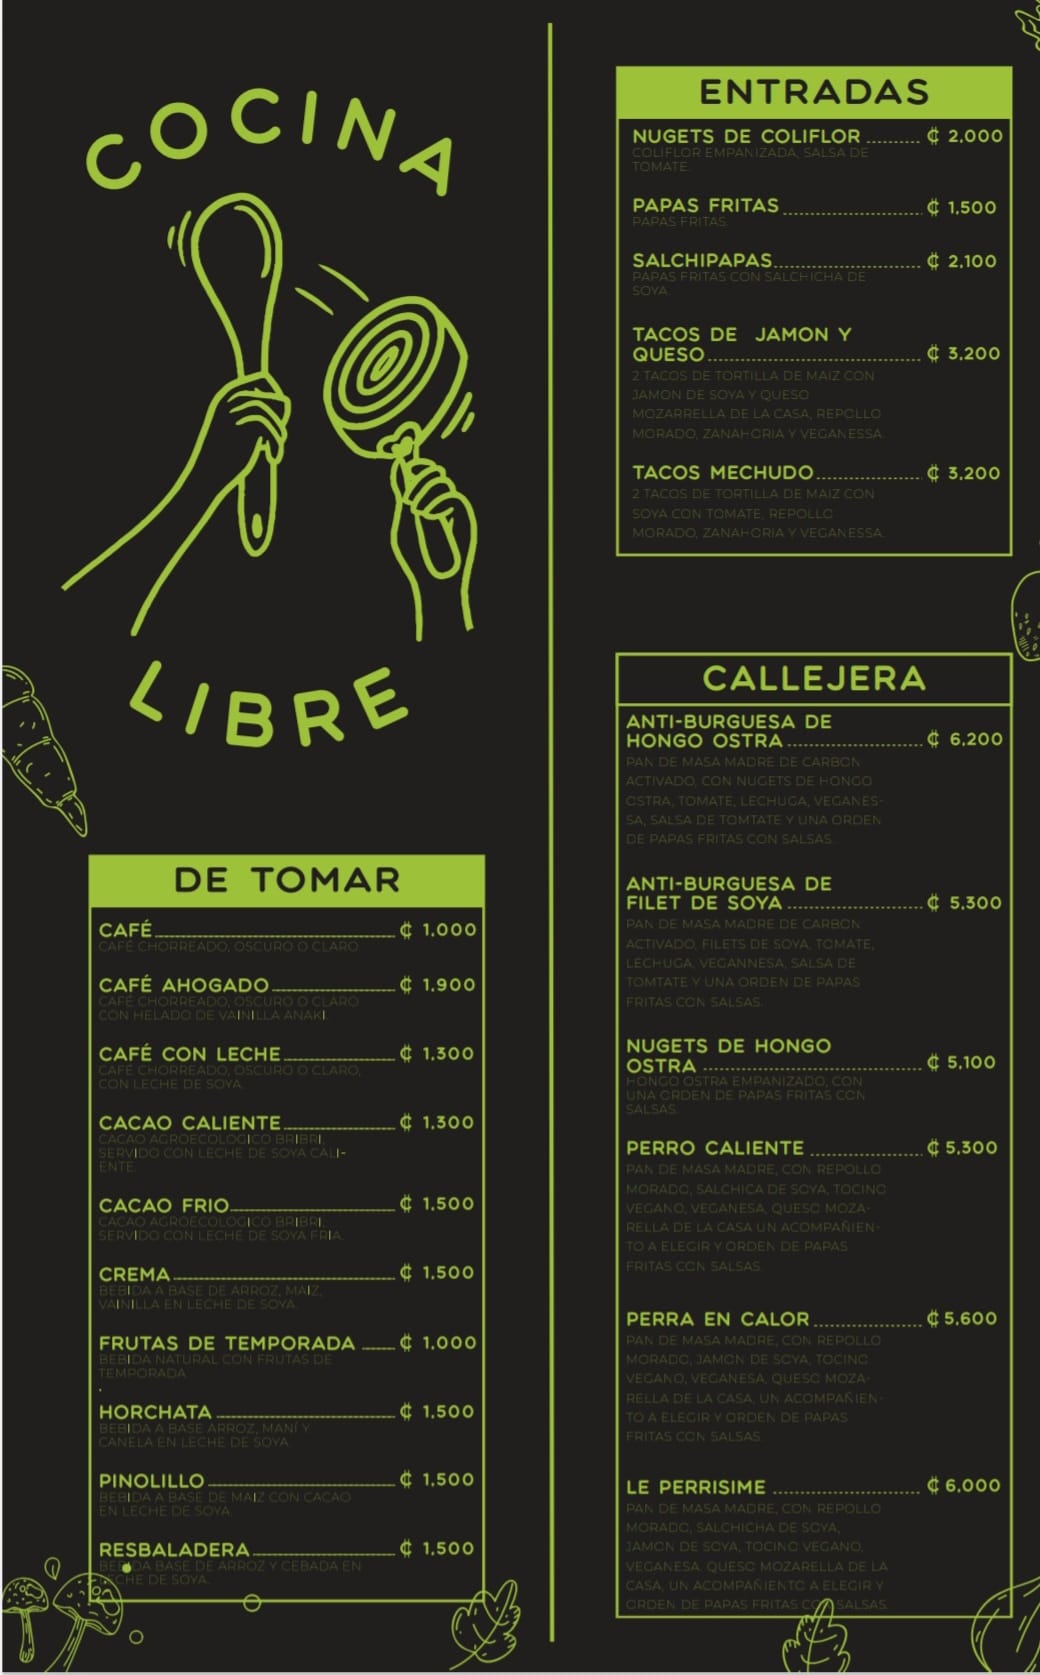 COCINA
LIBRE
DE TOMAR
CAFÉ ₡ 1,000
CAFÉ CHORREADO, OSCURO O CLARO
CAFÉ AHOGADO ₡ 1,900
CAFÉ CHORREADO, OSCURO O CLARO
CON HELADO DE VAINILLA ANAKI.
CAFÉ CON LECHE ₡ 1,300
CAFÉ CHORREADO, OSCURO O CLARO,
CON LECHE DE SOYA.
CACAO CALIENTE ₡ 1,300
CACAO AGROECOLOGICO BRIBRI,
SERVIDO CON LECHE DE SOYA CALI-
ENTE.
CACAO FRIO ₡ 1,500
CACAO AGROECOLOGICO BRIBRI,
SERVIDO CON LECHE DE SOYA FRIA.
CREMA ₡ 1,500
BEBIDA A BASE DE ARROZ, MAIZ,
VAINILLA EN LECHE DE SOYA.
FRUTAS DE TEMPORADA ₡ 1,000
BEBIDA NATURAL CON FRUTAS DE
TEMPORADA
.
HORCHATA ₡ 1,500
BEBIDA A BASE ARROZ, MANÍ Y
CANELA EN LECHE DE SOYA.
PINOLILLO ₡ 1,500
BEBIDA A BASE DE MAIZ CON CACAO
EN LECHE DE SOYA.
RESBALADERA ₡ 1,500
BEBIDA BASE DE ARROZ Y CEBADA EN
LECHE DE SOYA.
ENTRADAS
NUGETS DE COLIFLOR ₡ 2,000
COLIFLOR EMPANIZADA, SALSA DE
TOMATE.
PAPAS FRITAS ₡ 1,500
PAPAS FRITAS.
SALCHIPAPAS ₡ 2,100
PAPAS FRITAS CON SALCHICHA DE
SOYA.
TACOS DE JAMON Y
QUESO ₡ 3,200
2 TACOS DE TORTILLA DE MAIZ CON
JAMON DE SOYA Y QUESO
MOZARRELLA DE LA CASA, REPOLLO
MORADO, ZANAHORIA Y VEGANESSA.
TACOS MECHUDO ₡ 3,200
2 TACOS DE TORTILLA DE MAIZ CON
SOYA CON TOMATE, REPOLLO
MORADO, ZANAHORIA Y VEGANESSA.
CALLEJERA
ANTI-BURGUESA DE
HONGO OSTRA ₡ 6,200
PAN DE MASA MADRE DE CARBON
ACTIVADO, CON NUGETS DE HONGO
OSTRA, TOMATE, LECHUGA, VEGANES-
SA, SALSA DE TOMTATE Y UNA ORDEN
DE PAPAS FRITAS CON SALSAS.
ANTI-BURGUESA DE
FILET DE SOYA ₡ 5,300
PAN DE MASA MADRE DE CARBON
ACTIVADO, FILETS DE SOYA, TOMATE,
LECHUGA, VEGANNESA, SALSA DE
TOMTATE Y UNA ORDEN DE PAPAS
FRITAS CON SALSAS.
NUGETS DE HONGO
OSTRA ₡ 5,100
HONGO OSTRA EMPANIZADO, CON
UNA ORDEN DE PAPAS FRITAS CON
SALSAS.
PERRO CALIENTE ₡ 5,300
PAN DE MASA MADRE, CON REPOLLO
MORADO, SALCHICA DE SOYA, TOCINO
VEGANO, VEGANESA, QUESO MOZA-
RELLA DE LA CASA UN ACOMPAÑIEN-
TO A ELEGIR Y ORDEN DE PAPAS
FRITAS CON SALSAS.
PERRA EN CALOR ₡ 5,600
PAN DE MASA MADRE, CON REPOLLO
MORADO, JAMON DE SOYA, TOCINO
VEGANO, VEGANESA, QUESO MOZA-
RELLA DE LA CASA, UN ACOMPAÑIEN-
TO A ELEGIR Y ORDEN DE PAPAS
FRITAS CON SALSAS.
LE PERRISIME ₡ 6,000
PAN DE MASA MADRE, CON REPOLLO
MORADO, SALCHICHA DE SOYA,
JAMON DE SOYA, TOCINO VEGANO,
VEGANESA. QUESO MOZARELLA DE LA
CASA, UN ACOMPAÑIENTO A ELEGIR Y
ORDEN DE PAPAS FRITAS CON SALSAS.